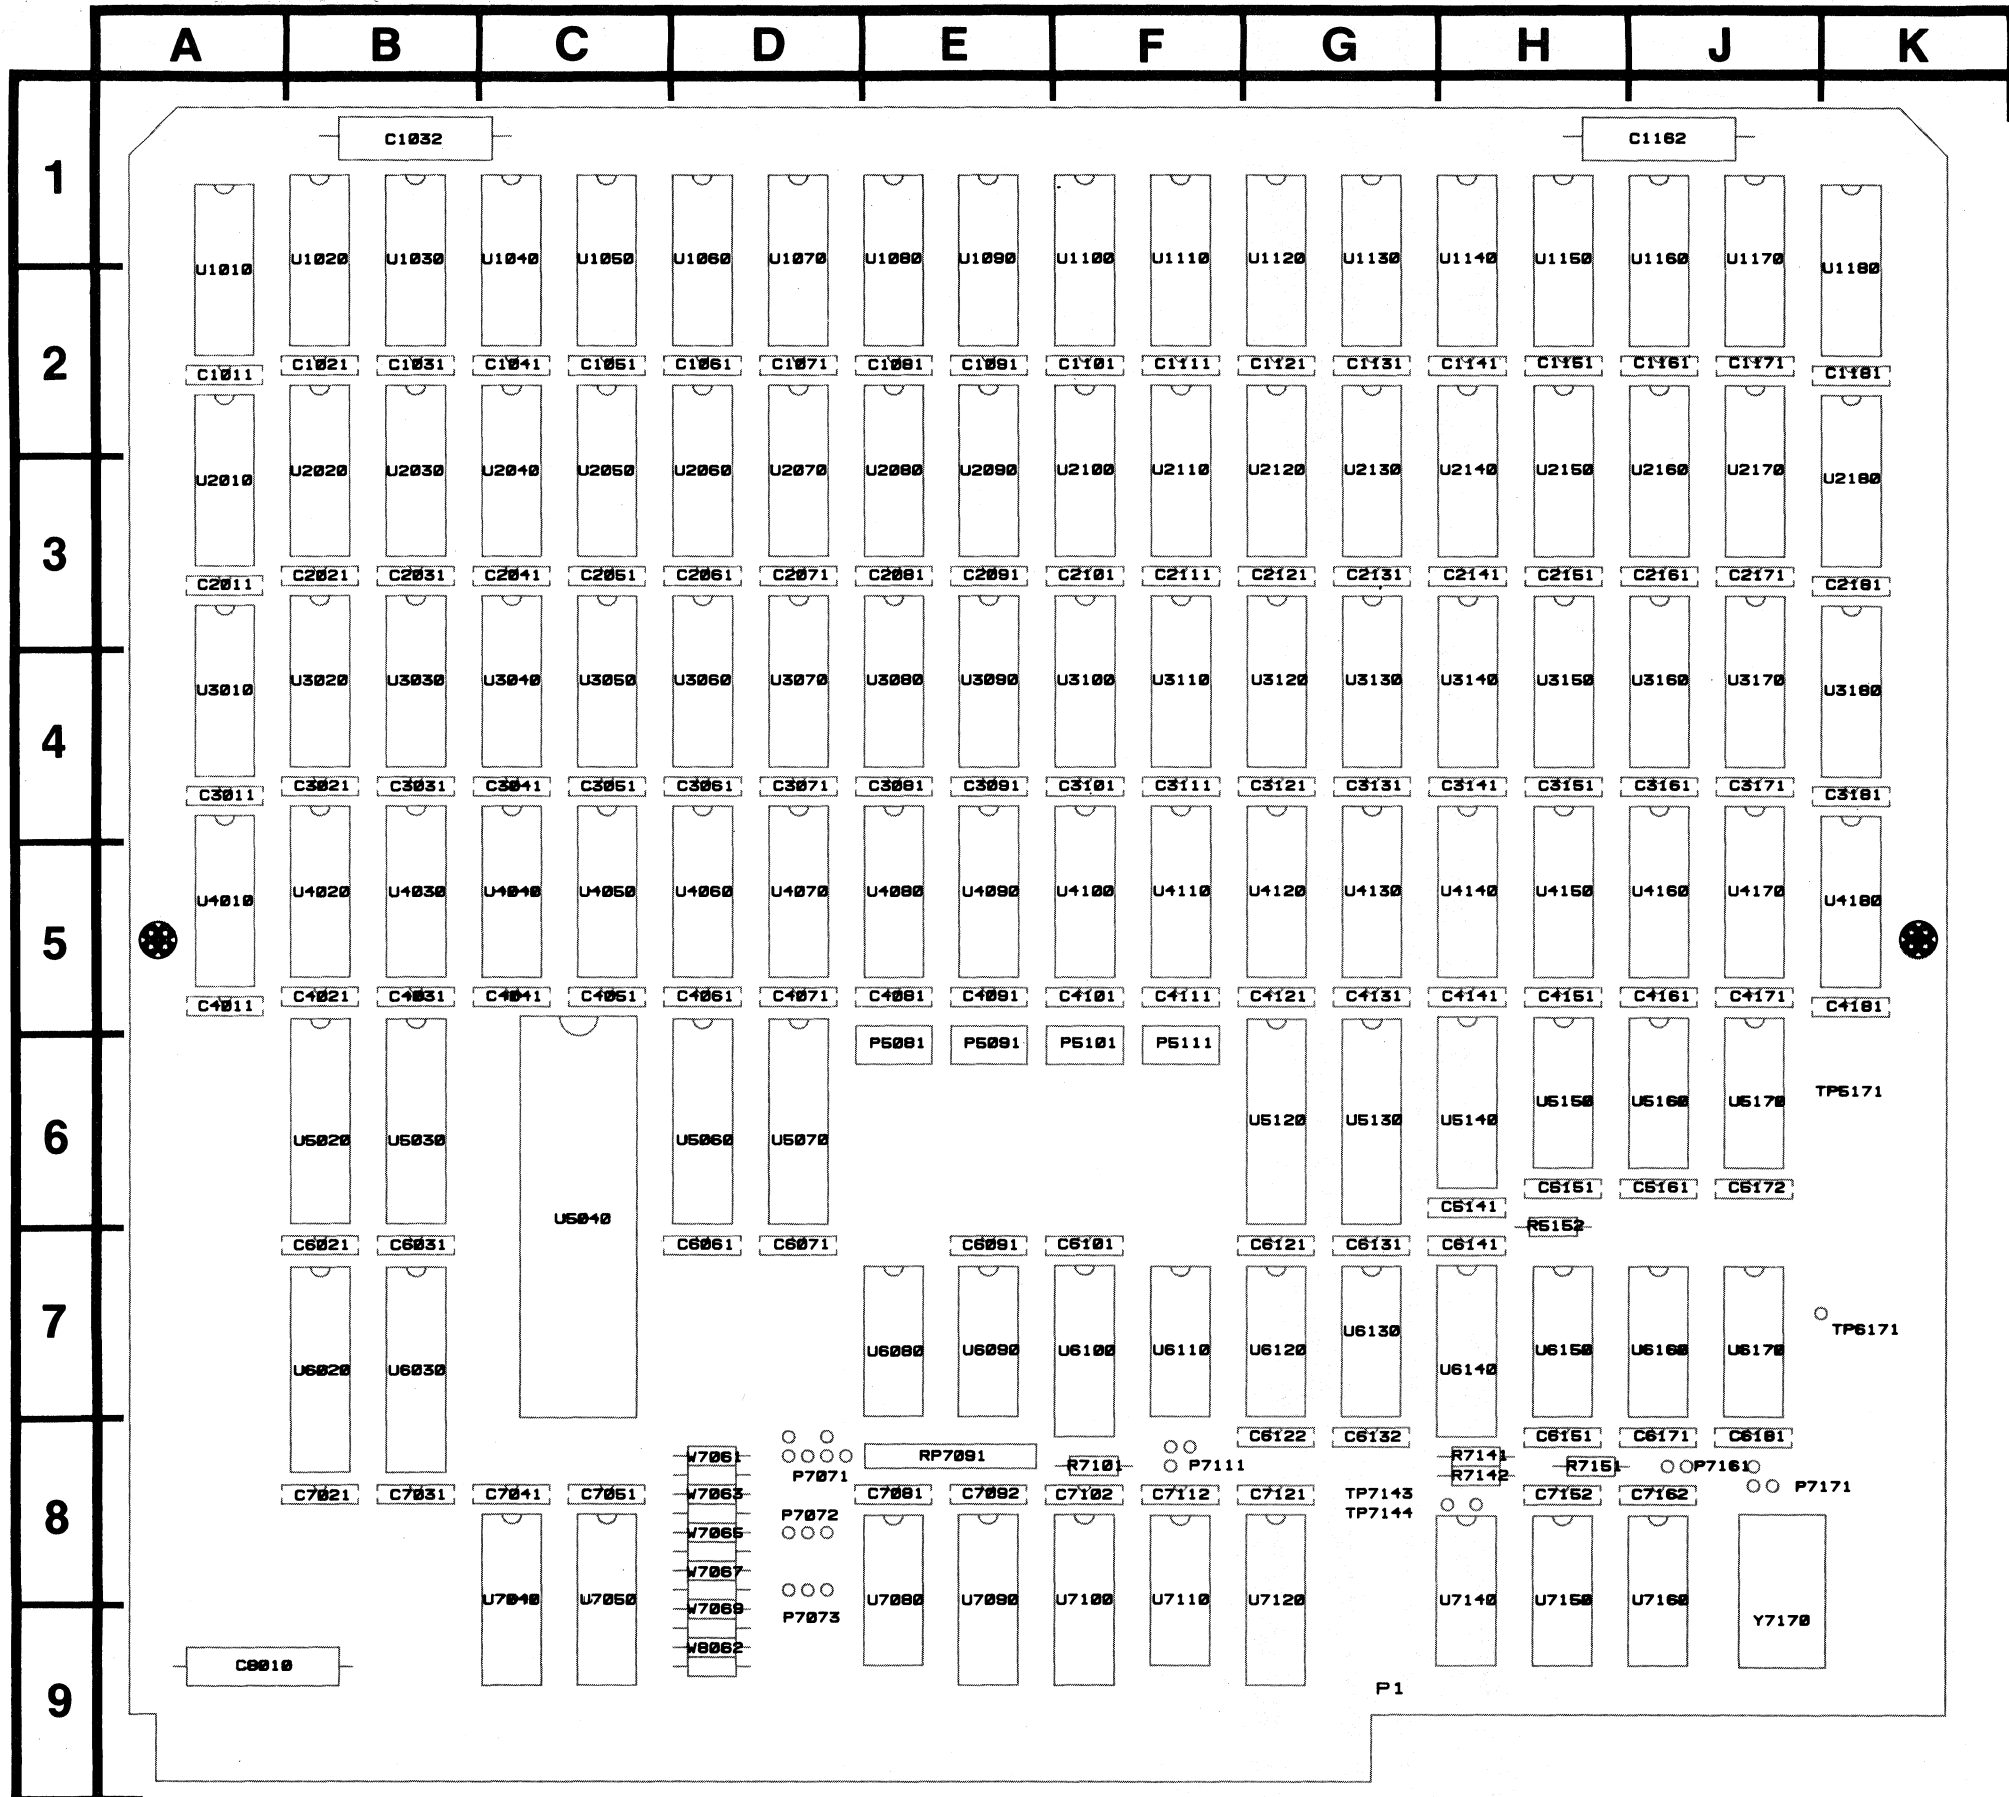 A B C D E F G H J K
C1032 C1162
1
U1010 U1020 U1030 U1040 U1050 U1060 U1070 U1080 U1090 U1100 U1110 U1120 U1130 U1140 U1150 U1160 U1170 U1180
2
C1011 C1021 C1031 C1041 C1051 C1061 C1071 C1081 C1091 C1101 C1111 C1121 C1131 C1141 C1151 C1161 C1171 C1181
U2010 U2020 U2030 U2040 U2050 U2060 U2070 U2080 U2090 U2100 U2110 U2120 U2130 U2140 U2150 U2160 U2170 U2180
3
C2011 C2021 C2031 C2041 C2051 C2061 C2071 C2081 C2091 C2101 C2111 C2121 C2131 C2141 C2151 C2161 C2171 C2181
U3010 U3020 U3030 U3040 U3050 U3060 U3070 U3080 U3090 U3100 U3110 U3120 U3130 U3140 U3150 U3160 U3170 U3180
4
C3011 C3021 C3031 C3041 C3051 C3061 C3071 C3081 C3091 C3101 C3111 C3121 C3131 C3141 C3151 C3161 C3171 C3181
U4010 U4020 U4030 U4040 U4050 U4060 U4070 U4080 U4090 U4100 U4110 U4120 U4130 U4140 U4150 U4160 U4170 U4180
5
C4011 C4021 C4031 C4041 C4051 C4061 C4071 C4081 C4091 C4101 C4111 C4121 C4131 C4141 C4151 C4161 C4171 C4181
P5081 P5091 P5101 P5111
TP5171
6
U5020 U5030 U5040 U5060 U5070 U5120 U5130 U5140 U5150 U5160 U5170
C5141 C5151 C5161 C5172
R5152
C6021 C6031 C6061 C6071 C6091 C6101 C6121 C6131 C6141
7
TP6171
U6020 U6030 U6080 U6090 U6100 U6110 U6120 U6130 U6140 U6150 U6160 U6170
C6122 C6132 C6151 C6171 C6181
W7061 P7071 RP7091 R7101 P7111 R7141 R7142 R7151 P7161 P7171
8
C7021 C7031 C7041 C7051 W7063 C7081 C7092 C7102 C7112 C7121 TP7143 C7152 C7162
P7072 TP7144
W7065
W7067
U7040 U7050 W7069 P7073 U7080 U7090 U7100 U7110 U7120 U7140 U7150 U7160 Y7170
W8062
C8010
9
P1